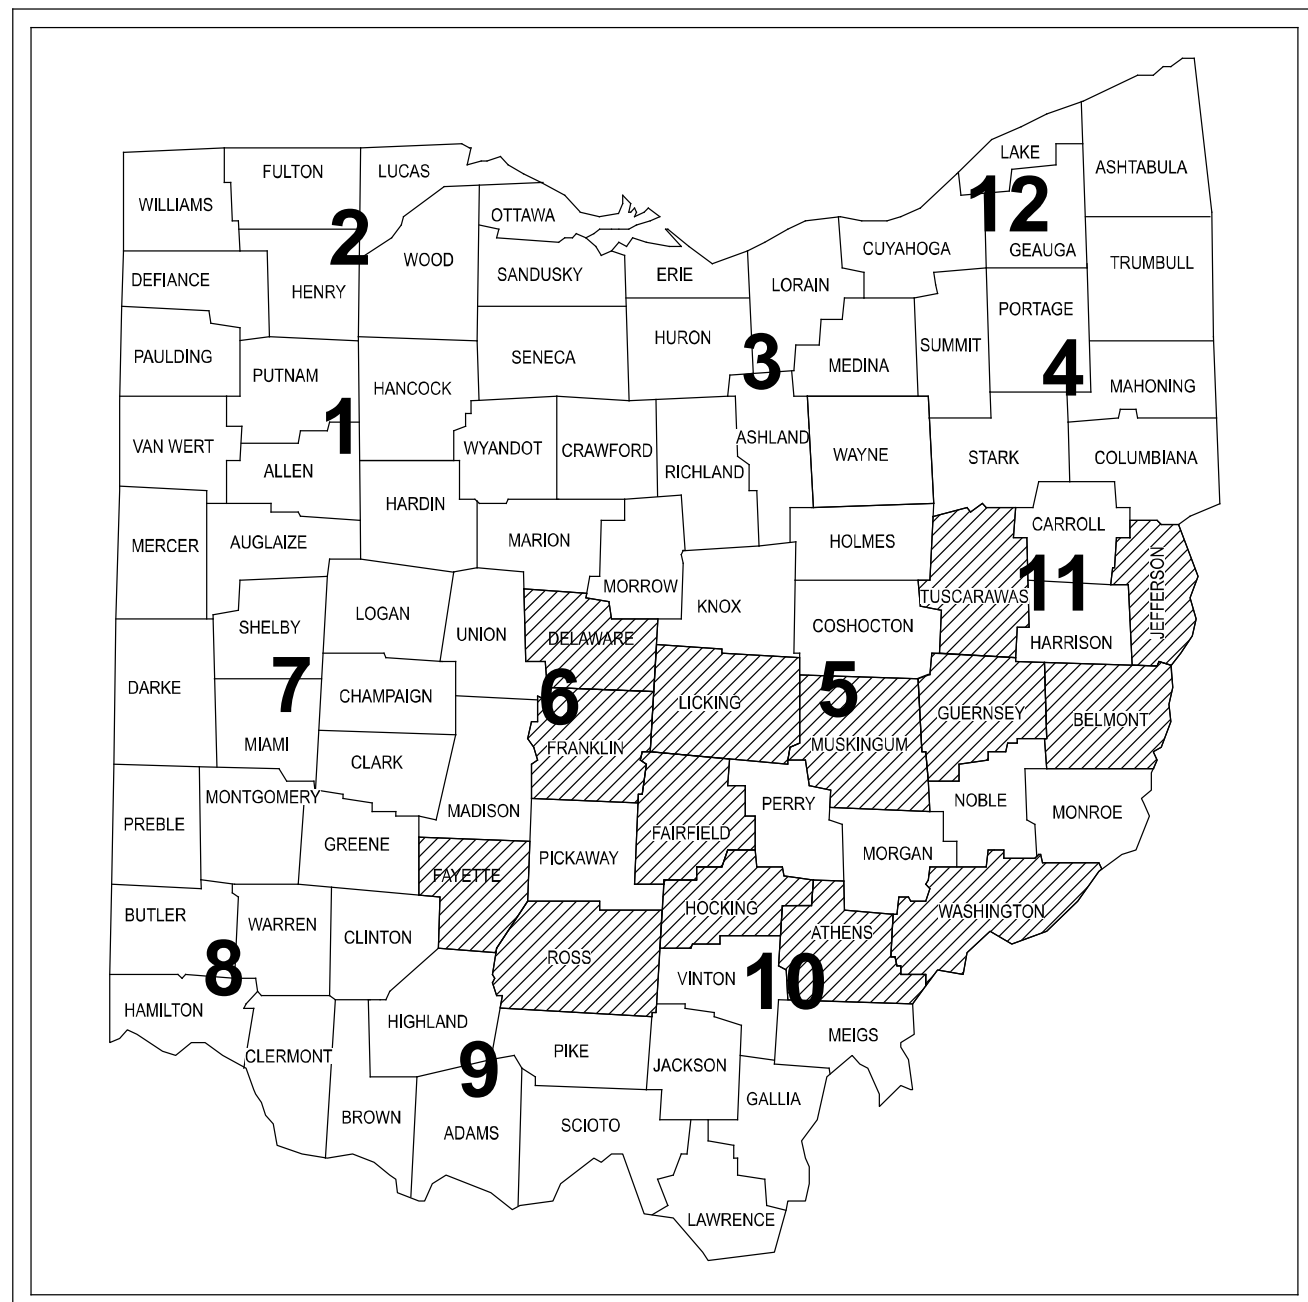 LAKE
ASHTABULA
FULTON
LUCAS
WILLIAMS
12
OTTAWA
2
CUYAHOGA
GEAUGA
WOOD
TRUMBULL
DEFIANCE
SANDUSKY
ERIE
LORAIN
HENRY
PORTAGE
HURON
SUMMIT
PAULDING
SENECA
3
MEDINA
4
PUTNAM
HANCOCK
MAHONING
1
VAN WERT
WYANDOT
CRAWFORD
ASHLAND
WAYNE
STARK
COLUMBIANA
ALLEN
RICHLAND
HARDIN
CARROLL
MERCER
AUGLAIZE
MARION
HOLMES
11
JEFFERSON
MORROW
TUSCARAWAS
KNOX
LOGAN
SHELBY
UNION
DELAWARE
COSHOCTON
HARRISON
7
DARKE
CHAMPAIGN
6
LICKING
5
GUERNSEY
BELMONT
MIAMI
FRANKLIN
MUSKINGUM
CLARK
MONTGOMERY
MADISON
PERRY
NOBLE
MONROE
PREBLE
GREENE
FAIRFIELD
PICKAWAY
MORGAN
FAYETTE
BUTLER
WARREN
CLINTON
HOCKING
WASHINGTON
ATHENS
8
ROSS
VINTON
10
HAMILTON
HIGHLAND
MEIGS
CLERMONT
9
PIKE
JACKSON
GALLIA
BROWN
ADAMS
SCIOTO
LAWRENCE